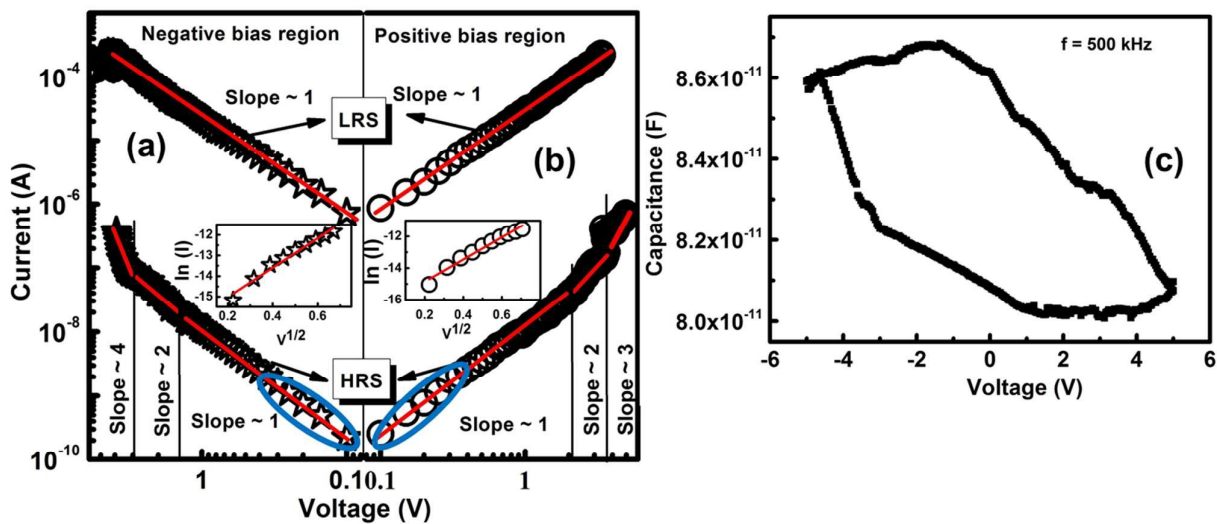 Negative bias region
Positive bias region
Slope ~ 1
Slope ~ 1
LRS
(a)
(b)
10⁻⁴
10⁻⁶
10⁻⁸
10⁻¹⁰
Current (A)
ln (I)
-12
-13
-14
-15
0.2 0.4 0.6
V^1/2
ln (I)
-12
-14
-16
0.2 0.4 0.6
V^1/2
HRS
Slope ~ 4
Slope ~ 2
Slope ~ 1
Slope ~ 1
Slope ~ 2
Slope ~ 3
1 0.1 0.1 1
Voltage (V)
f = 500 kHz
(c)
Capacitance (F)
8.6x10⁻¹¹
8.4x10⁻¹¹
8.2x10⁻¹¹
8.0x10⁻¹¹
-6 -4 -2 0 2 4 6
Voltage (V)